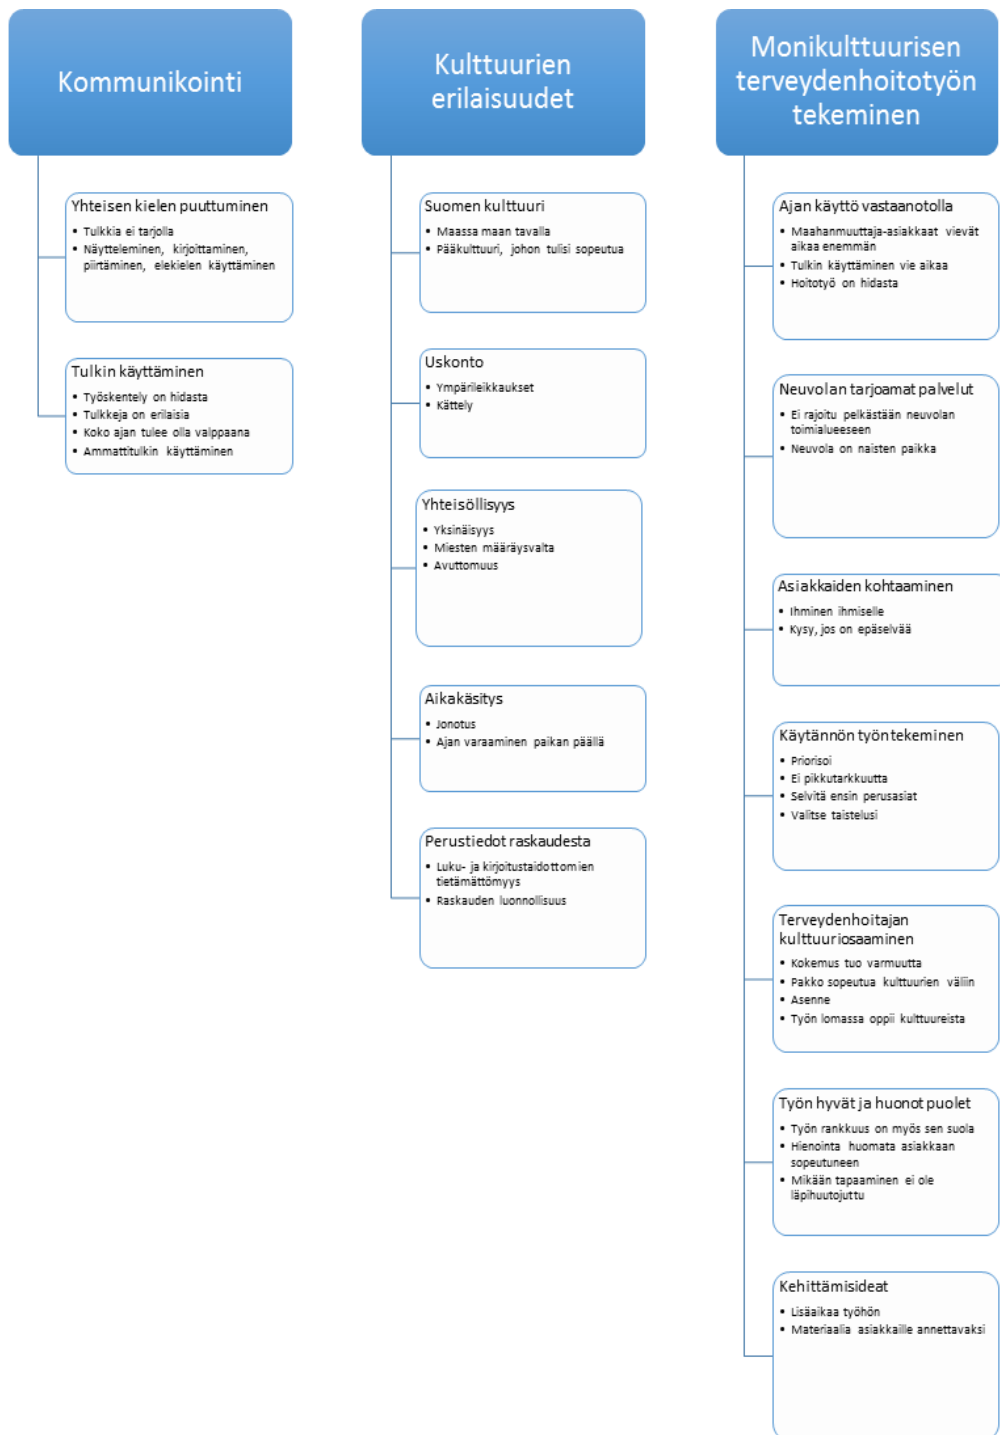 Kommunikointi
Yhteisen kielen puuttuminen
• Tulkkia ei tarjolla
• Näytteleminen, kirjoittaminen,
piirtäminen, elekielen käyttäminen
Tulkin käyttäminen
• Työskentely on hidasta
• Tulkkeja on erilaisia
• Koko ajan tulee olla valppaana
• Ammattitulkin käyttäminen
Kulttuurien
erilaisuudet
Suomen kulttuuri
• Maassa maan tavalla
• Pääkulttuuri, johon tulisi sopeutua
Uskonto
• Ympärileikkaukset
• Kättely
Yhteisöllisyys
• Yksinäisyys
• Miesten määräysvalta
• Avuttomuus
Aikakäsitys
• Jonotus
• Ajan varaaminen paikan päällä
Perustiedot raskaudesta
• Luku- ja kirjoitustaidottomien
tietämättömyys
• Raskauden luonnollisuus
Monikulttuurisen
terveydenhoitotyön
tekeminen
Ajan käyttö vastaanotolla
• Maahanmuuttaja-asiakkaat vievät
aikaa enemmän
• Tulkin käyttäminen vie aikaa
• Hoitotyö on hidasta
Neuvolan tarjoamat palvelut
• Ei rajoitu pelkästään neuvolan
toimialueeseen
• Neuvola on naisten paikka
Asiakkaiden kohtaaminen
• Ihminen ihmiselle
• Kysy, jos on epäselvää
Käytännön työn tekeminen
• Priorisoi
• Ei pikkutarkkuutta
• Selvitä ensin perusasiat
• Valitse taistelusi
Terveydenhoitajan
kulttuuriosaaminen
• Kokemus tuo varmuutta
• Pakko sopeutua kulttuurien väliin
• Asenne
• Työn lomassa oppii kulttuureista
Työn hyvät ja huonot puolet
• Työn rankkuus on myös sen suola
• Hienointa huomata asiakkaan
sopeutuneen
• Mikään tapaaminen ei ole
läpihuutojuttu
Kehittämisideat
• Lisäaikaa työhön
• Materiaalia asiakkaille annettavaksi